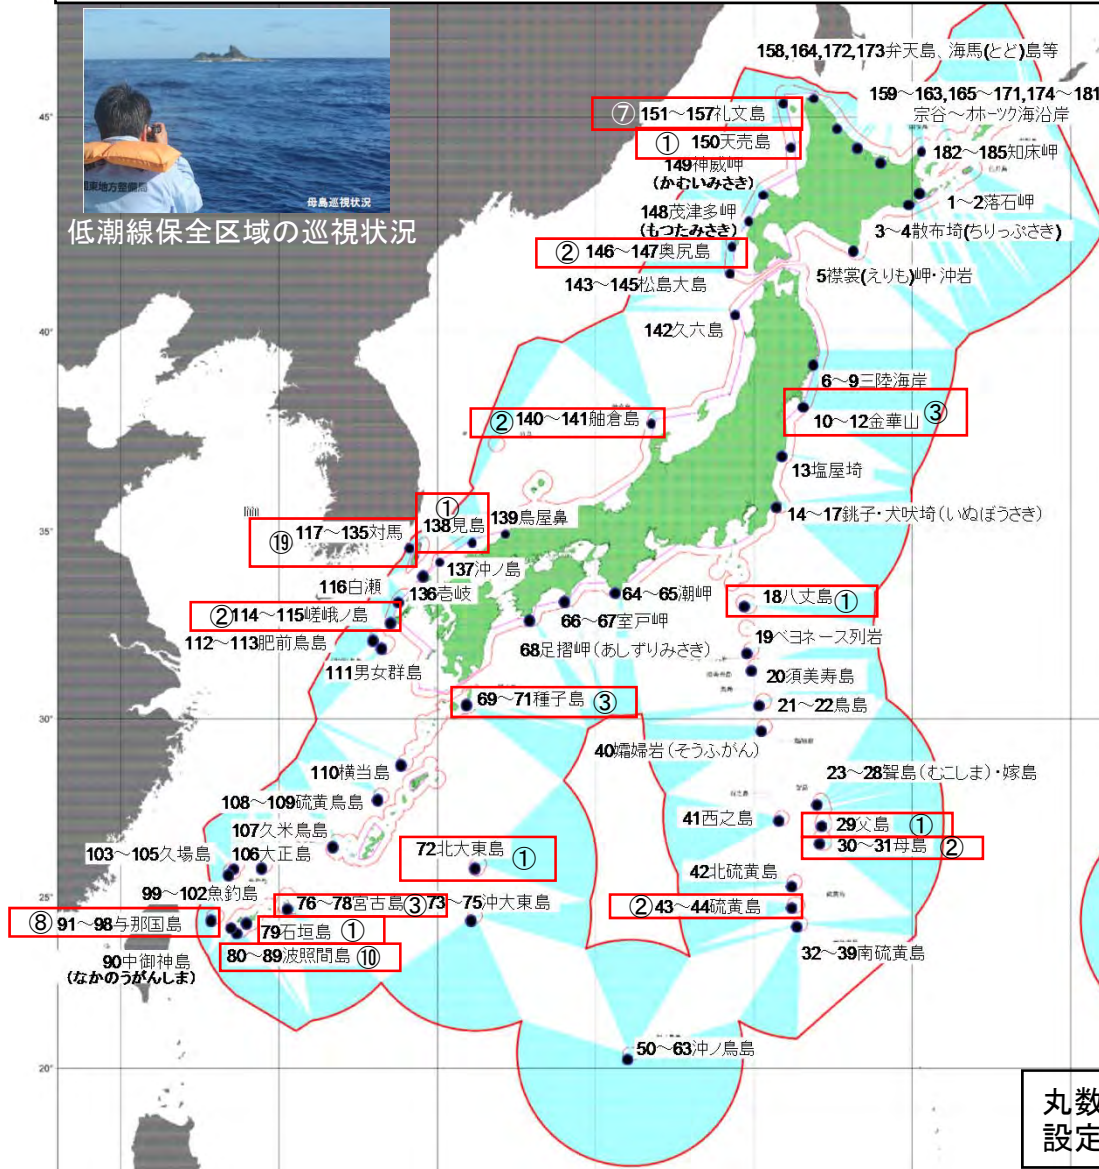 母島巡視状況
低潮線保全区域の巡視状況
158,164,172,173弁天島、海馬(とど)島等
159～163,165～171,174～181
宗谷～オホーツク海沿岸
⑦ 151～157礼文島
① 150天売島
149神威岬
(かむいみさき)
182～185知床岬
148茂津多岬
(もつたみさき)
1～2落石岬
3～4散布埼(ちりっぷさき)
② 146～147奥尻島
143～145松島大島
5襟裳(えりも)岬・沖岩
142久六島
6～9三陸海岸
② 140～141舳倉島
10～12金華山 ③
13塩屋埼
14～17銚子・犬吠埼(いぬぼうさき)
①
138見島
139鳥屋鼻
⑲ 117～135対馬
137沖ノ島
116白瀬
136壱岐
64～65潮岬
18八丈島 ①
②114～115嵯峨ノ島
66～67室戸岬
19ベヨネース列岩
112～113肥前鳥島
68足摺岬(あしずりみさき)
111男女群島
20須美寿島
69～71種子島 ③
21～22鳥島
40孀婦岩(そうふがん)
110横当島
23～28聟島(むこしま)・嫁島
108～109硫黄鳥島
41西之島
29父島 ①
107久米鳥島
30～31母島 ②
103～105久場島
106大正島
72北大東島 ①
42北硫黄島
99～102魚釣島
76～78宮古島③
73～75沖大東島
② 43～44硫黄島
⑧ 91～98与那国島
79石垣島 ①
32～39南硫黄島
90中御神島
(なかのうがんしま)
80～89波照間島 ⑩
50～63沖ノ鳥島
丸数
設定
45°
40°
35°
30°
25°
20°